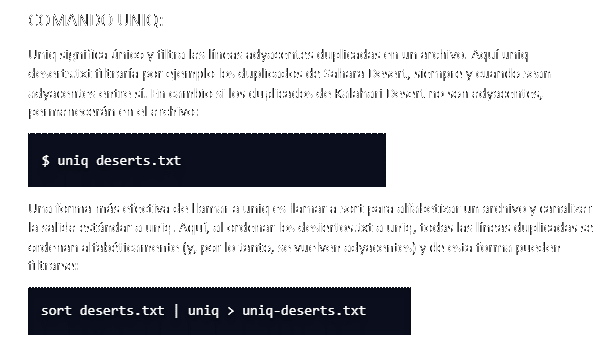 COMANDO UNIQ:
Uniq significa único y filtra las líneas adyacentes duplicadas en un archivo. Aquí uniq
deserts.txt filtraría por ejemplo los duplicados de Sahara Desert, siempre y cuando sean
adyacentes entre sí. En cambio si los duplicados de Kalahari Desert no son adyacentes,
permanecerán en el archivo:
$ uniq deserts.txt
Una forma más efectiva de llamar a uniq es llamar a sort para alfabetizar un archivo y canalizar
la salida estándar a uniq. Aquí, al ordenar los desiertos.txt a uniq, todas las líneas duplicadas se
ordenan alfabéticamente (y, por lo tanto, se vuelven adyacentes) y de esta forma pueden
filtrarse:
sort deserts.txt | uniq > uniq-deserts.txt